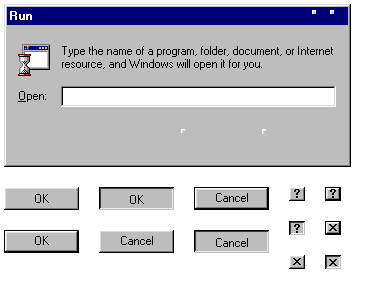 Run
Type the name of a program, folder, document, or Internet
resource, and Windows will open it for you.
Open:
OK OK Cancel ? ?
OK Cancel Cancel ? X
X X